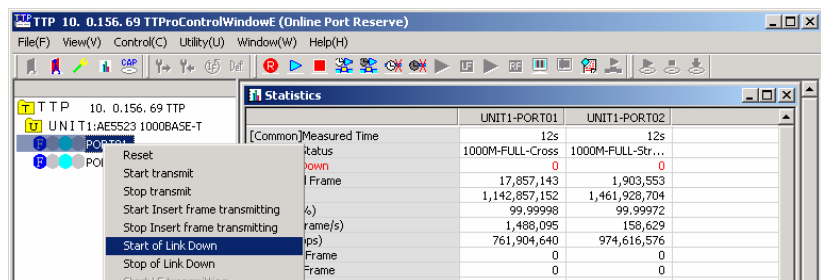 TTP 10. 0.156. 69 TTProControlWindowE (Online Port Reserve)
File(F) View(V) Control(C) Utility(U) Window(W) Help(H)
CAP
Statistics
TTP 10. 0.156. 69 TTP
UNIT1:AE5523 1000BASE-T
PORT01
Reset
Start transmit
Stop transmit
Start Insert frame transmitting
Stop Insert frame transmitting
Start of Link Down
Stop of Link Down
UNIT1-PORT01 UNIT1-PORT02
[Common]Measured Time 12s 12s
tatus 1000M-FULL-Cross 1000M-FULL-Str...
own 0 0
l Frame 17,857,143 1,903,553
1,142,857,152 1,461,928,704
%) 99.99998 99.99972
rame/s) 1,488,095 158,629
ps) 761,904,640 974,616,576
Frame 0 0
Frame 0 0